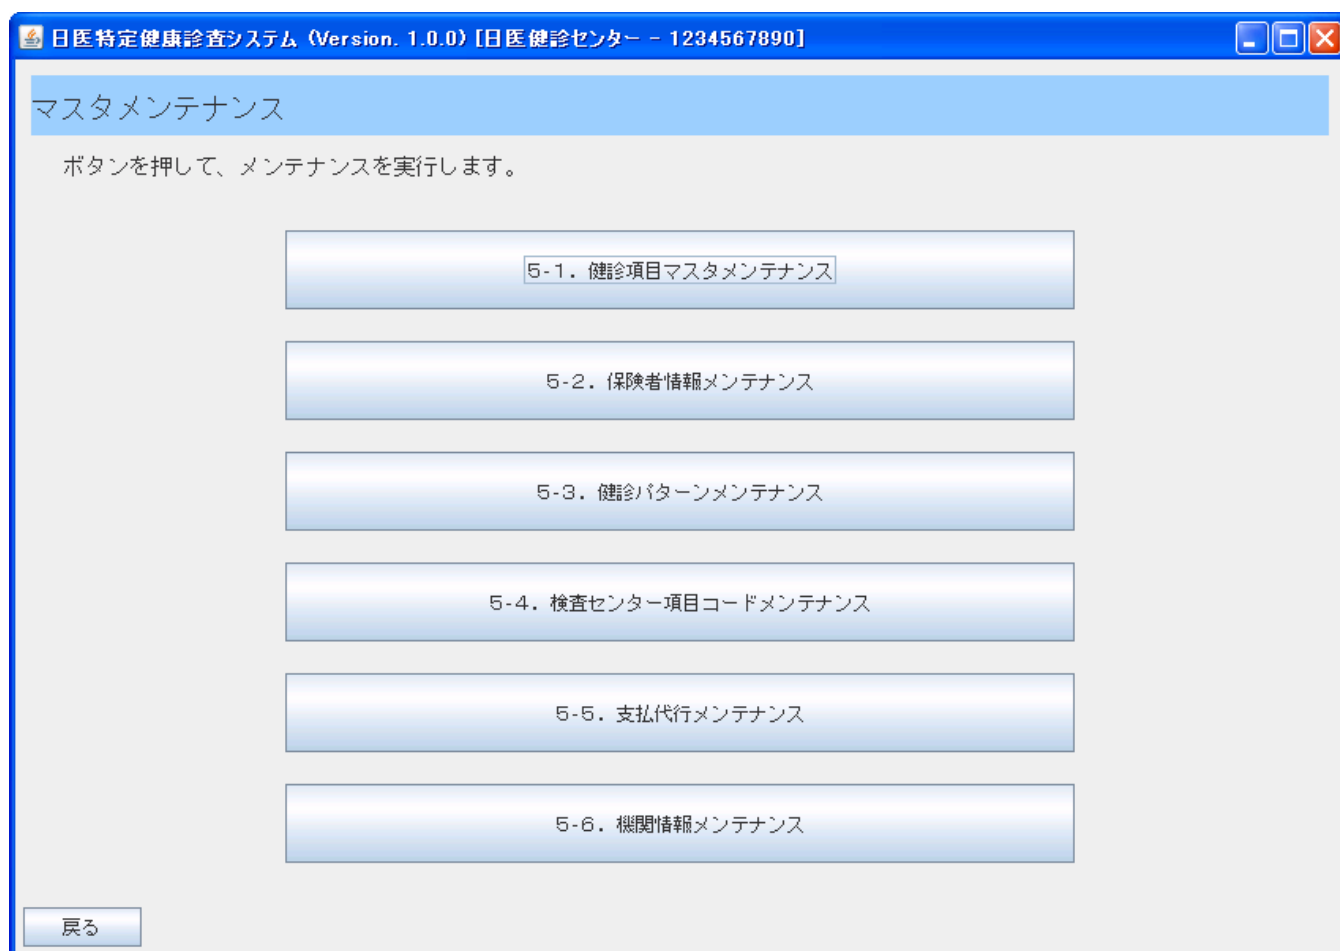 日医特定健康診査システム (Version. 1.0.0) [日医健診センター - 1234567890]
マスタメンテナンス
ボタンを押して、メンテナンスを実行します。
5-1. 健診項目マスタメンテナンス
5-2. 保険者情報メンテナンス
5-3. 健診パターンメンテナンス
5-4. 検査センター項目コードメンテナンス
5-5. 支払代行メンテナンス
5-6. 機関情報メンテナンス
戻る